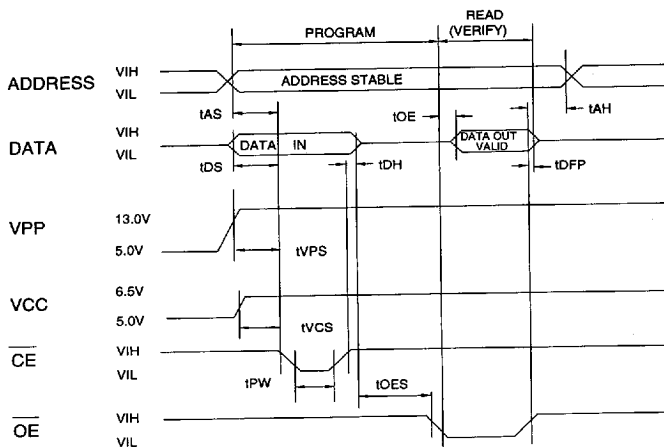 PROGRAM
READ
(VERIFY)
ADDRESS
VIH
VIL
ADDRESS STABLE
tAS
tOE
tAH
DATA
VIH
VIL
DATA IN
DATA OUT
VALID
tDS
tDH
tDFP
VPP
13.0V
5.0V
tVPS
VCC
6.5V
5.0V
tVCS
CE
VIH
VIL
tPW
tOES
OE
VIH
VIL